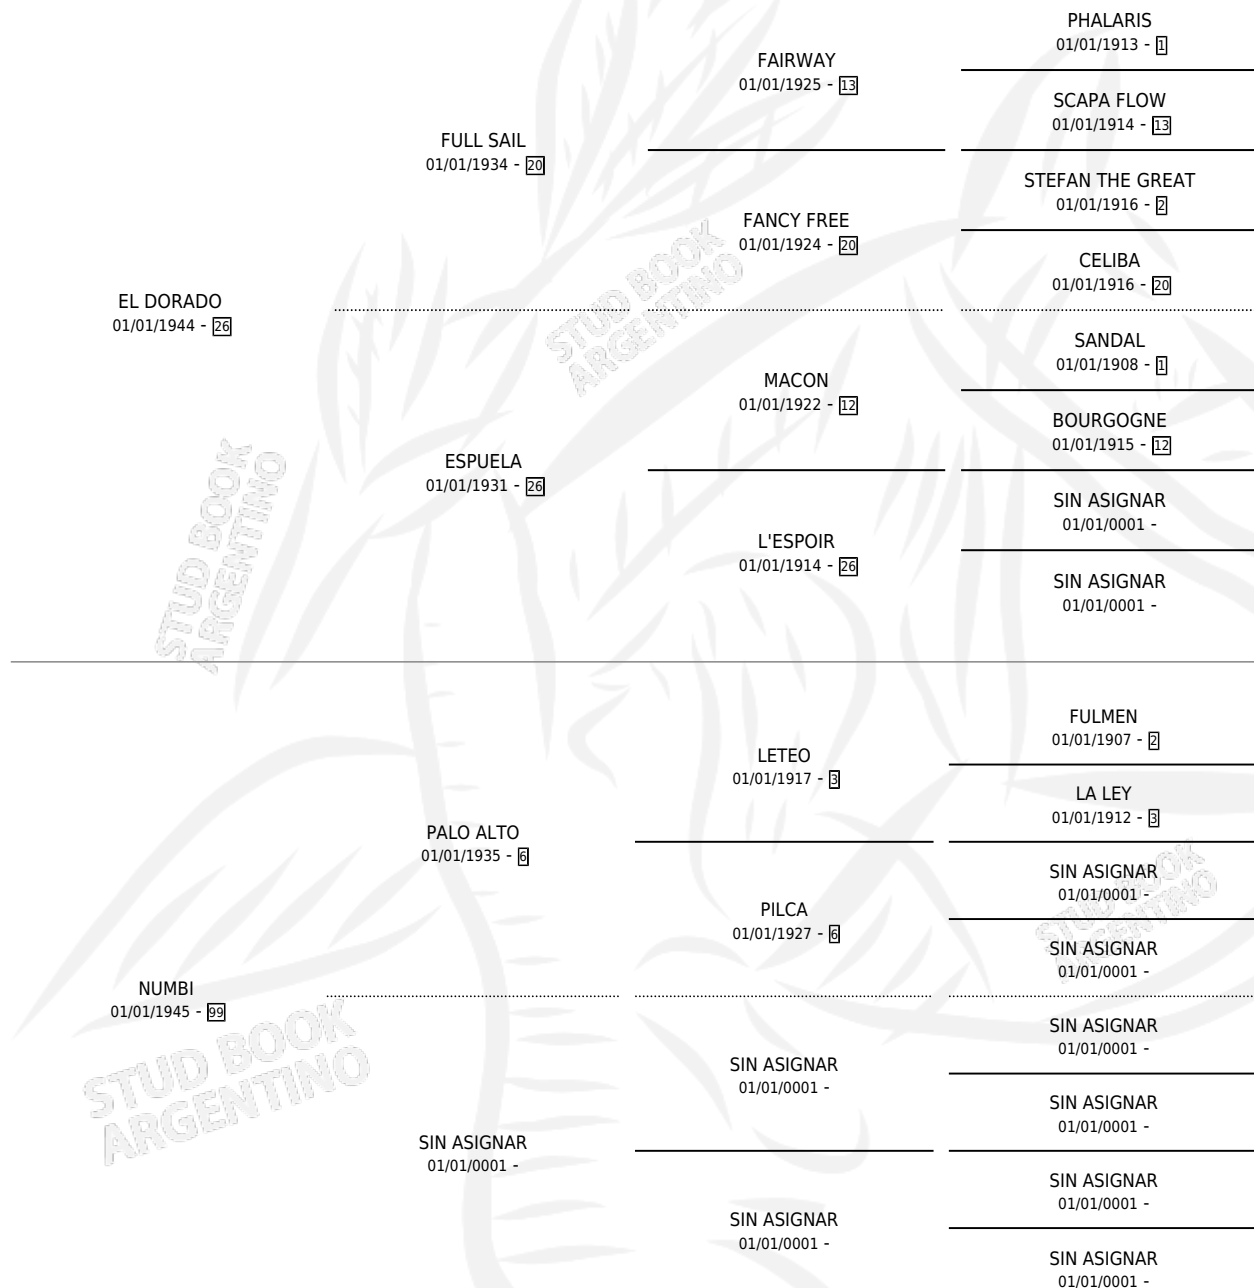 PHALARIS
01/01/1913 - 1
FAIRWAY
01/01/1925 - 13
SCAPA FLOW
01/01/1914 - 13
FULL SAIL
01/01/1934 - 20
STEFAN THE GREAT
01/01/1916 - 2
FANCY FREE
01/01/1924 - 20
CELIBA
01/01/1916 - 20
EL DORADO
01/01/1944 - 26
SANDAL
01/01/1908 - 1
MACON
01/01/1922 - 12
BOURGOGNE
01/01/1915 - 12
ESPUELA
01/01/1931 - 26
SIN ASIGNAR
01/01/0001 -
L'ESPOIR
01/01/1914 - 26
SIN ASIGNAR
01/01/0001 -
FULMEN
01/01/1907 - 2
LETEO
01/01/1917 - 3
LA LEY
01/01/1912 - 3
PALO ALTO
01/01/1935 - 6
SIN ASIGNAR
01/01/0001 -
PILCA
01/01/1927 - 6
SIN ASIGNAR
01/01/0001 -
NUMBI
01/01/1945 - 99
SIN ASIGNAR
01/01/0001 -
SIN ASIGNAR
01/01/0001 -
SIN ASIGNAR
01/01/0001 -
SIN ASIGNAR
01/01/0001 -
SIN ASIGNAR
01/01/0001 -
SIN ASIGNAR
01/01/0001 -
SIN ASIGNAR
01/01/0001 -
STUD BOOK
ARGENTINO
STUD BOOK
ARGENTINO
STUD BOOK
ARGENTINO
STUD BOOK
ARGENTINO